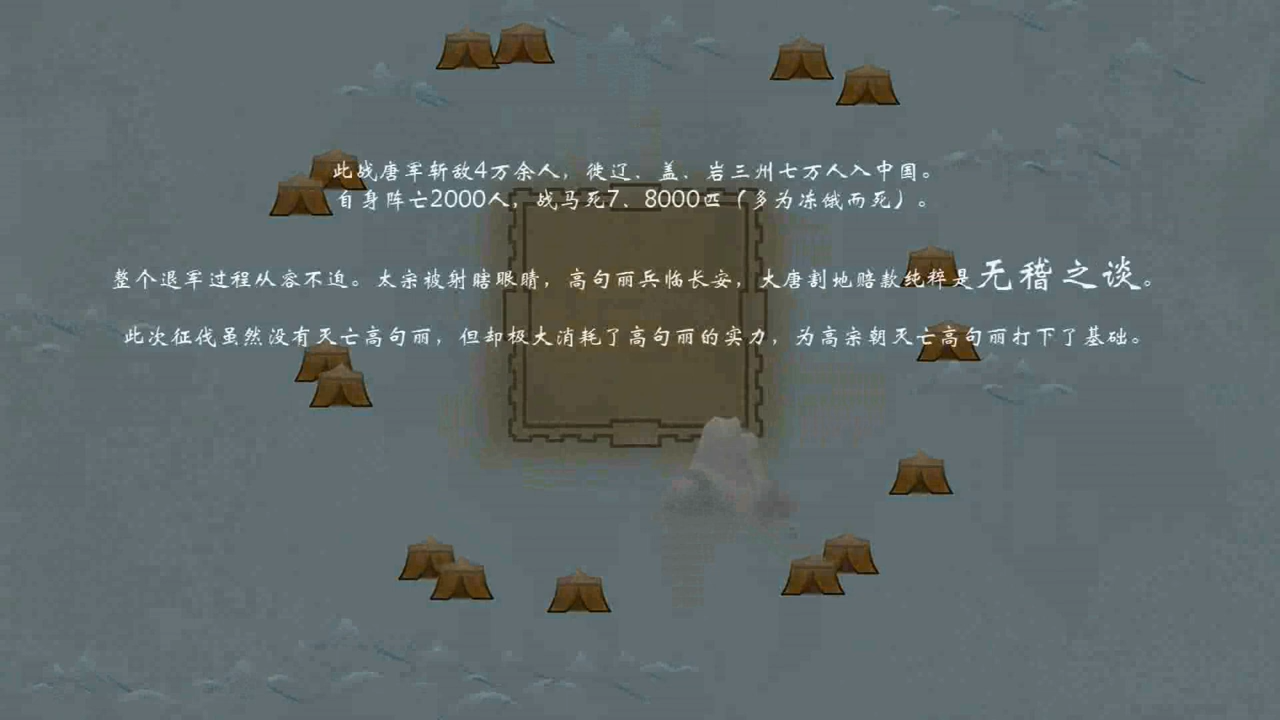 此战唐军斩敌4万余人，徙辽、盖、岩三州七万人入中国。
自身阵亡2000人，战马死7、8000匹（多为冻饿而死）。
整个退军过程从容不迫。太宗被射瞎眼睛，高句丽兵临长安，大唐割地赔款纯粹是无稽之谈。
此次征伐虽然没有灭亡高句丽，但却极大消耗了高句丽的实力，为高宗朝灭亡高句丽打下了基础。